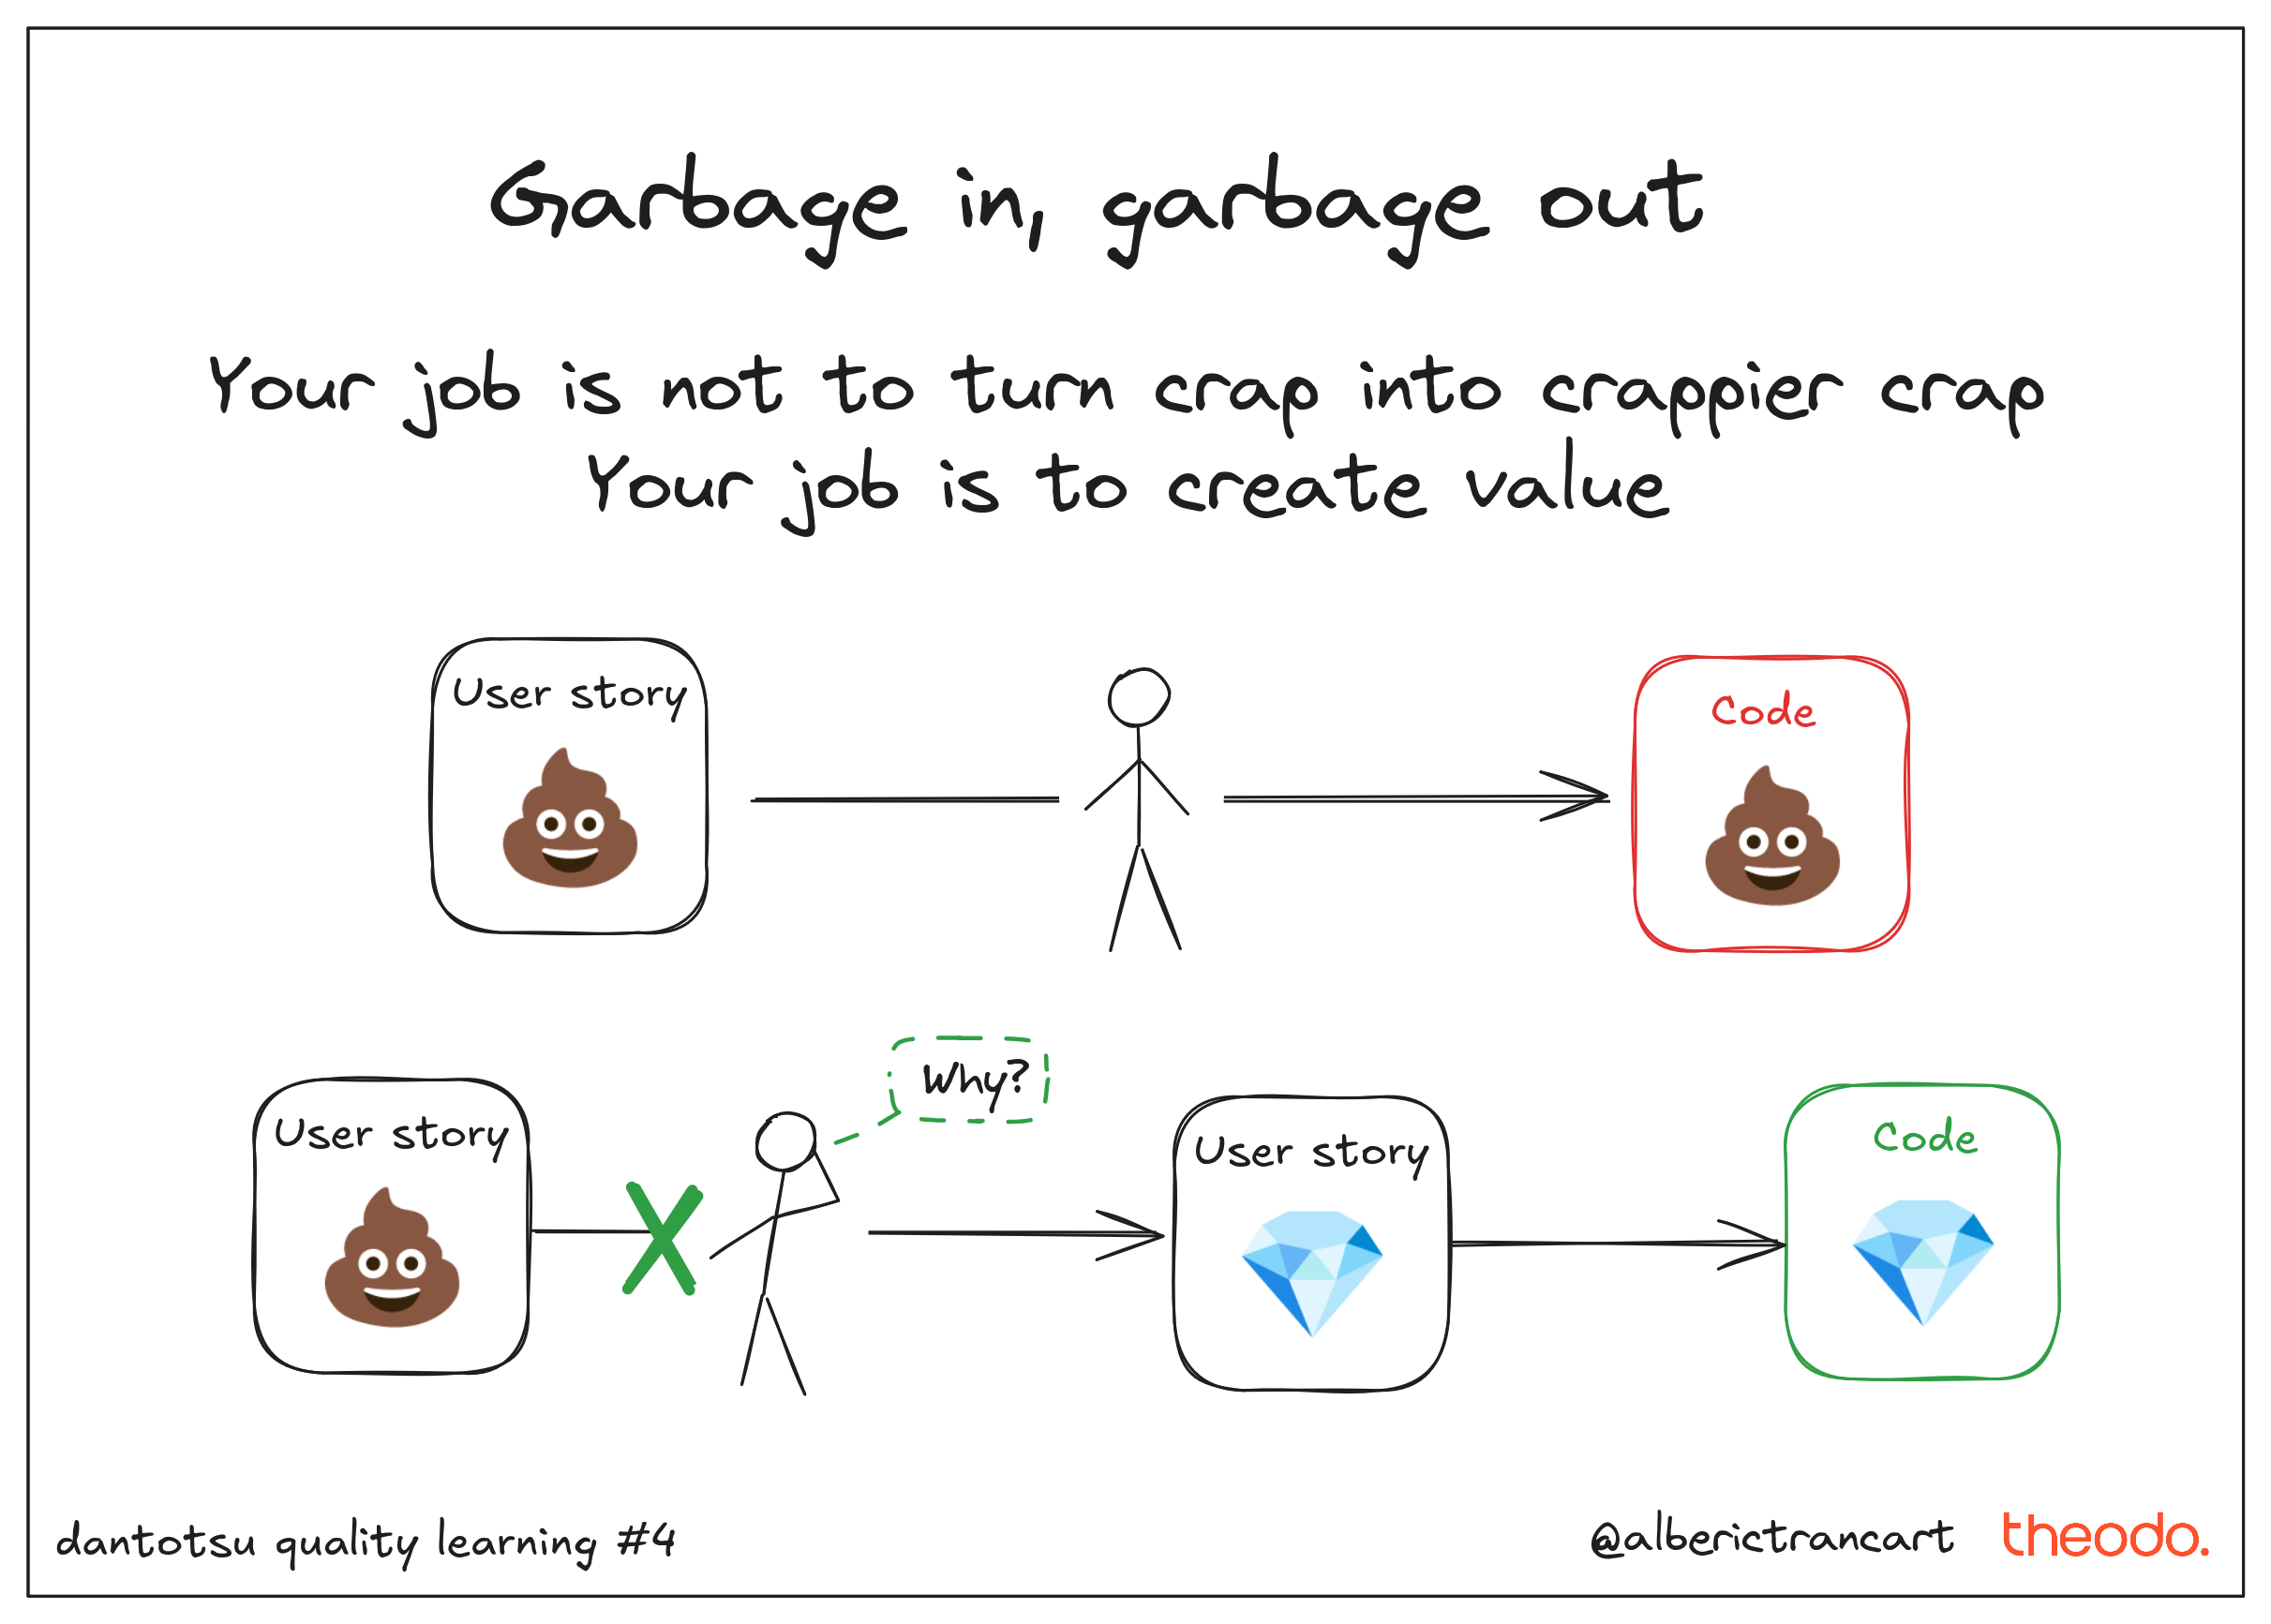 Garbage in, garbage out
Your job is not to turn crap into crappier crap
Your job is to create value
User story
Code
Why?
User story
User story
Code
dantotsu quality learning #4
@alberictrancart
theodo.